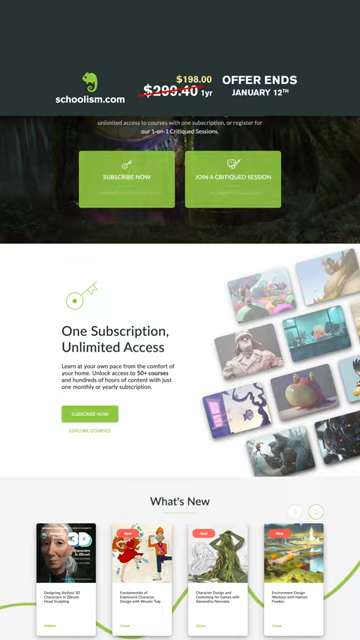 $198.00
$299.40 1yr
OFFER ENDS
JANUARY 12TH
schoolism.com
unlimited access to courses with one subscription, or register for
our 1-on-1 Critiqued Sessions.
SUBSCRIBE NOW
JOIN A CRITIQUED SESSION
One Subscription,
Unlimited Access
Learn at your own pace from the comfort of
your home. Unlock access to 50+ courses
and hundreds of hours of content with just
one monthly or yearly subscription.
SUBSCRIBE NOW
EXPLORE COURSES
What's New
3D
Characters
in ZBrush
New
New
New
Designing Stylized 3D
Characters in ZBrush
Head Sculpting
Fundamentals of
Expressive Character
Design with Wouter Tulp
Character Design and
Costuming for Games with
Alexandria Neonakis
Environment Design
Workout with Nathan
Fowkes